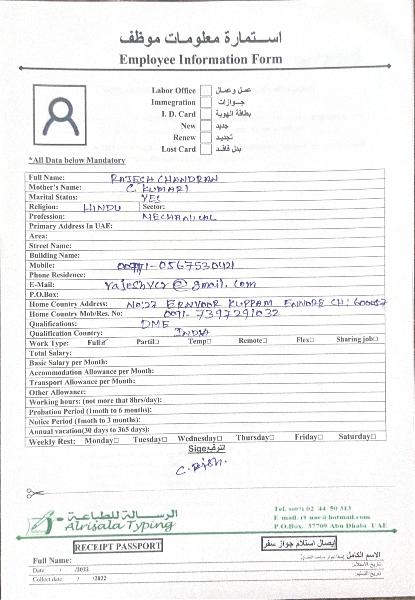 استمارة معلومات موظف
Employee Information Form
Labor Office عمل وعمال
Immegration جوازات
I. D. Card بطاقة الهوية
New جديد
Renew تجديد
Lost Card بدل فاقد
*All Data below Mandatory
Full Name: RAJESH CHANDRAN
Mother's Name: C. KUMARI
Marital Status: YES
Religion: HINDU Sector:
Profession: MECHANICAL
Primary Address In UAE:
Area:
Street Name:
Building Name:
Mobile: 00971-0567530421
Phone Residence:
E-Mail: rajeshvcr@gmail.com
P.O.Box:
Home Country Address: No:27 ERNVOOR KUPPAM ENNORE CH: 600057
Home Country Mob/Res. No: 0091- 7397291032
Qualifications: DME
Qualification Country: INDIA
Work Type: Full Partil Temp Remote Flex Sharing job
Total Salary:
Basic Salary per Month:
Accommodation Allowance per Month:
Transport Allowance per Month:
Other Allowance:
Working hours: (not more that 8hrs/day):
Probation Period (1moth to 6 months):
Notice Period (1moth to 3 months):
Annual vacation(30 days to 365 days):
Weekly Rest: Monday Tuesday Wednesday Thursday Friday Saturday
Sige
الرسالة للطباعة
Alrisala Typing
Tel. 02 44 50 313
E mail. rt uae@hotmail.com
P.O.Box. 37709 Abu Dhabi UAE
RECEIPT PASSPORT إيصال استلام جواز سفر
Full Name: الاسم الكامل
Date / /2022 تاريخ الاستلام:
Collect date: / /2022 تاريخ التسليم: